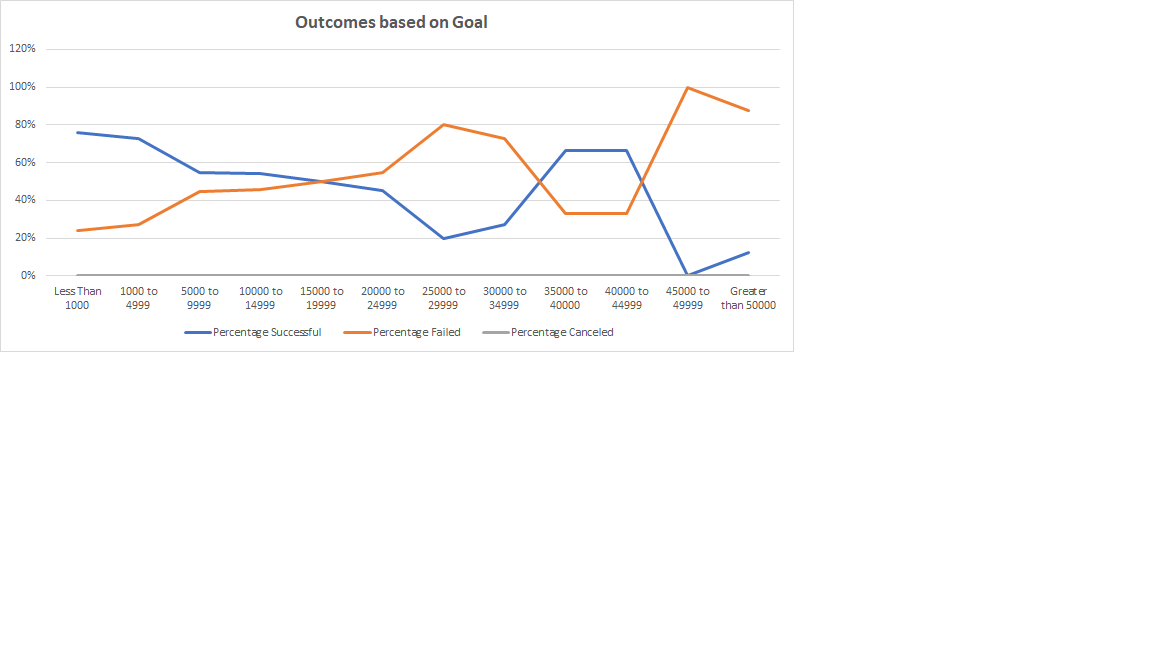 Outcomes based on Goal
120%
100%
80%
60%
40%
20%
0%
Less Than 1000 to 5000 to 10000 to 15000 to 20000 to 25000 to 30000 to 35000 to 40000 to 45000 to Greater
1000 4999 9999 14999 19999 24999 29999 34999 40000 44999 49999 than 50000
Percentage Successful Percentage Failed Percentage Canceled